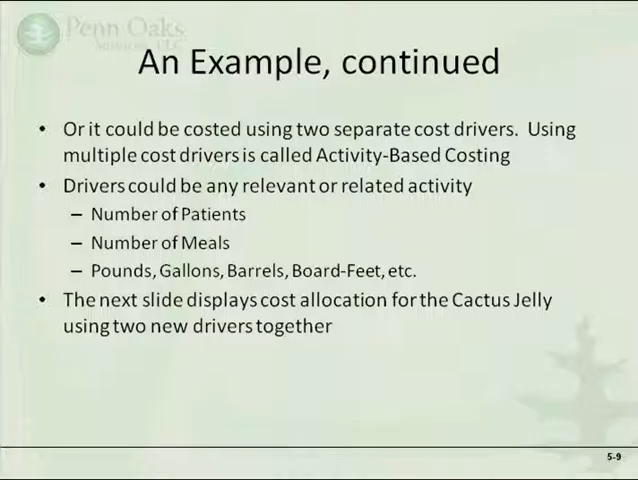 Penn Oaks
Services, LLC
An Example, continued
• Or it could be costed using two separate cost drivers. Using
multiple cost drivers is called Activity-Based Costing
• Drivers could be any relevant or related activity
– Number of Patients
– Number of Meals
– Pounds, Gallons, Barrels, Board-Feet, etc.
• The next slide displays cost allocation for the Cactus Jelly
using two new drivers together
5-9